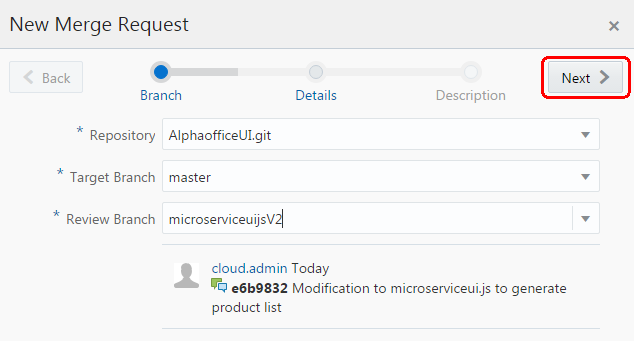 New Merge Request
Back
Next
Branch
Details
Description
* Repository AlphaofficeUI.git
* Target Branch master
* Review Branch microserviceuijsV2
cloud.admin Today
e6b9832 Modification to microserviceui.js to generate
product list